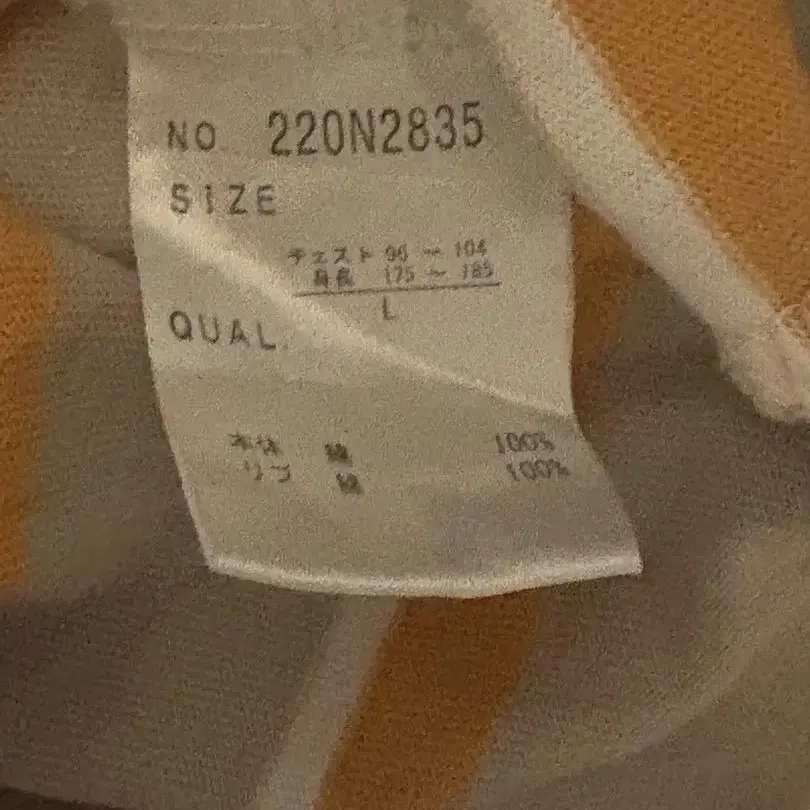 NO. 220N2835
SIZE
チェスト 96 ～ 104
身長 175 ～ 185
L
QUAL.
本体 綿 100%
リブ 綿 100%